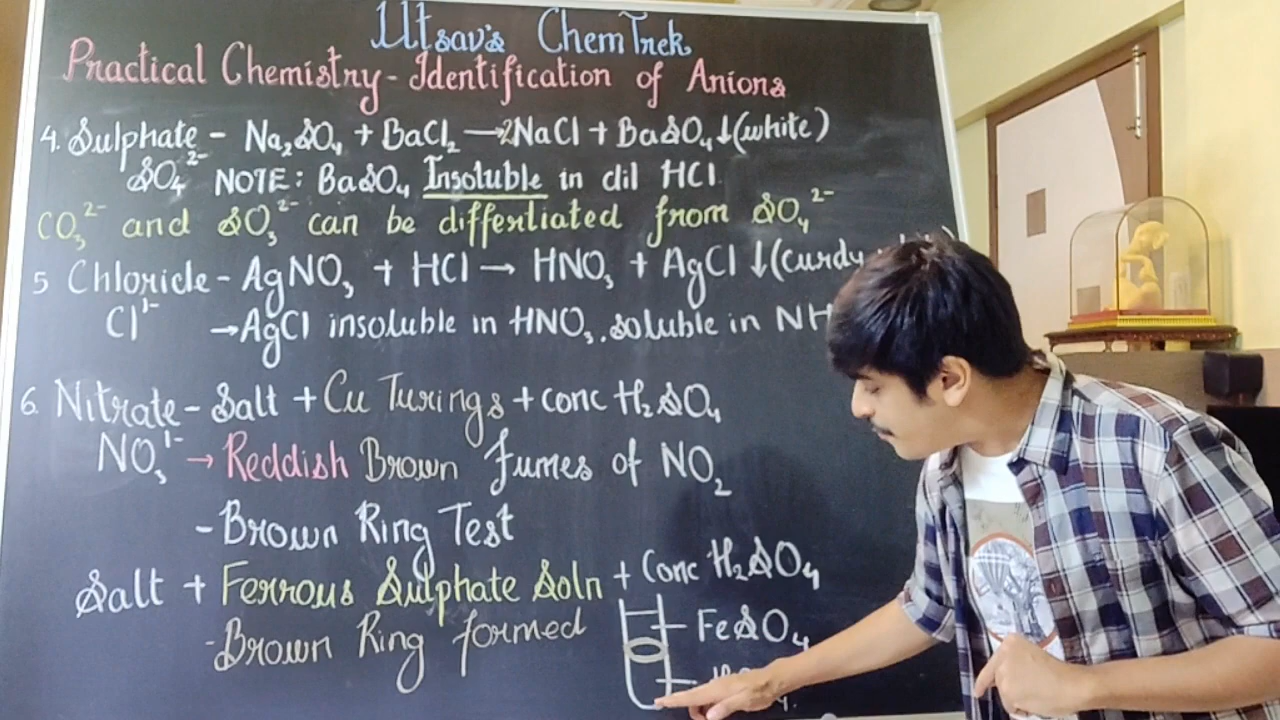 Utsav's ChemTrek
Practical Chemistry - Identification of Anions
4. Sulphate - Na₂SO₄ + BaCl₂ → 2NaCl + BaSO₄↓(white)
SO₄²⁻ NOTE: BaSO₄ Insoluble in dil HCl
CO₃²⁻ and SO₃²⁻ can be differtiated from SO₄²⁻
5 Chloride - AgNO₃ + HCl → HNO₃ + AgCl↓(curdy
Cl¹⁻ → AgCl insoluble in HNO₃, soluble in NH
6. Nitrate - Salt + Cu Turings + conc H₂SO₄
NO₃¹⁻ → Reddish Brown fumes of NO₂
- Brown Ring Test
Salt + Ferrous Sulphate Soln + Conc H₂SO₄
- Brown Ring formed
FeSO₄